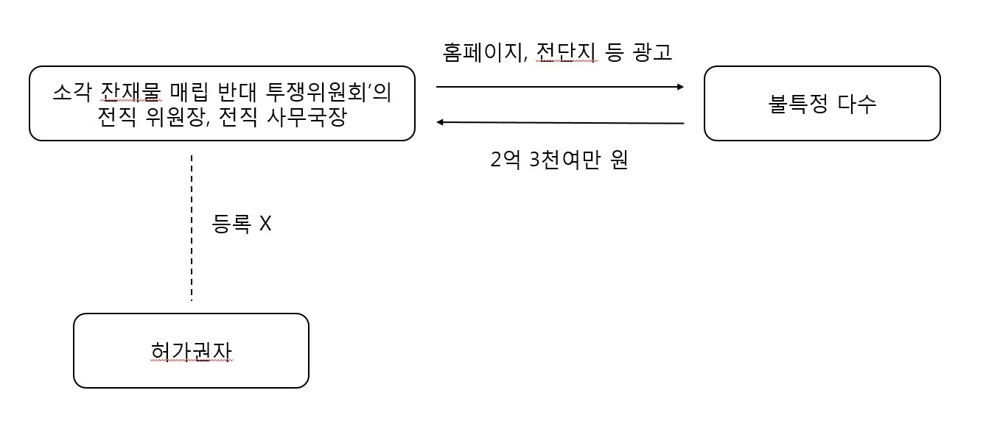 홈페이지, 전단지 등 광고
소각 잔재물 매립 반대 투쟁위원회’의
전직 위원장, 전직 사무국장
불특정 다수
2억 3천여만 원
등록 X
허가권자